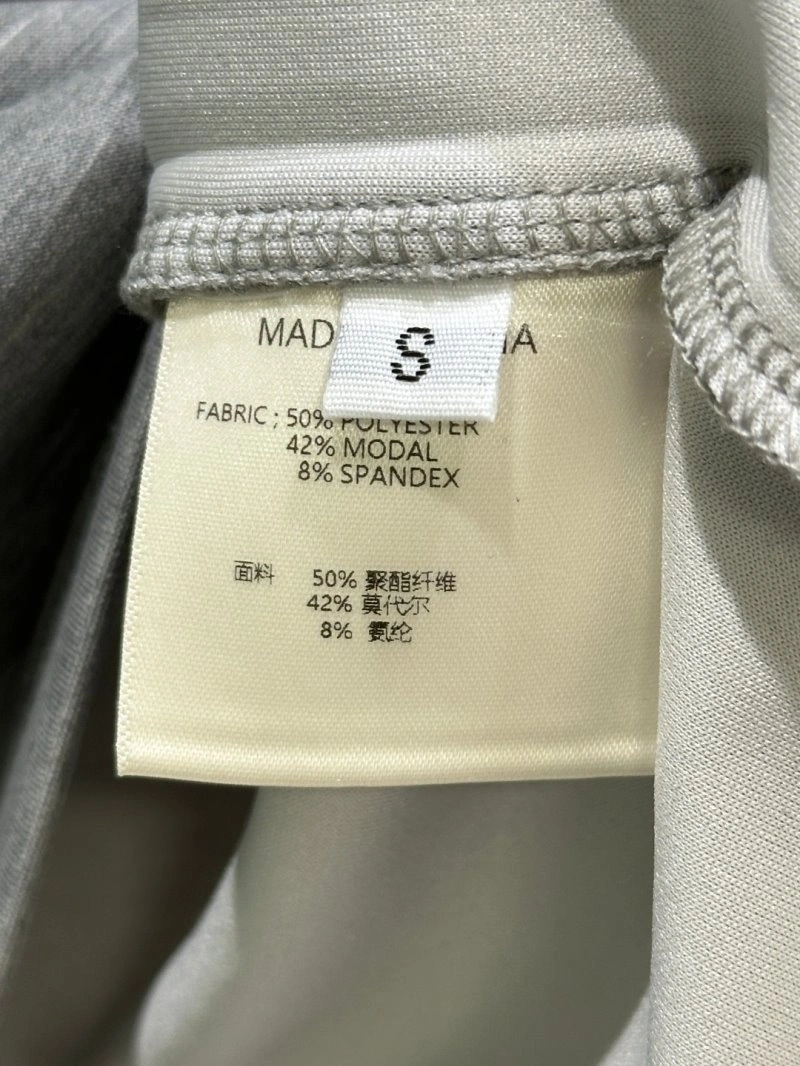 MAD
S
FABRIC ; 50% POLYESTER
42% MODAL
8% SPANDEX
面料 50% 聚酯纤维
42% 莫代尔
8% 氨纶